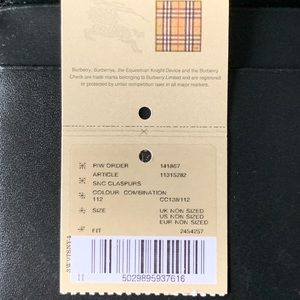 Burberry, Burberrys, the Equestrian Knight Device and the Burberry
Check are trade marks belonging to Burberry Limited and are registered
or protected by unfair competition laws in all major markets.
P/W ORDER 141867
ARTICLE 11315282
SNC CLASPURS
COLOUR COMBINATION
112 CC138/112
SIZE UK NON SIZED
US NON SIZED
EUR NON SIZED
FIT 2454257
5029895937616